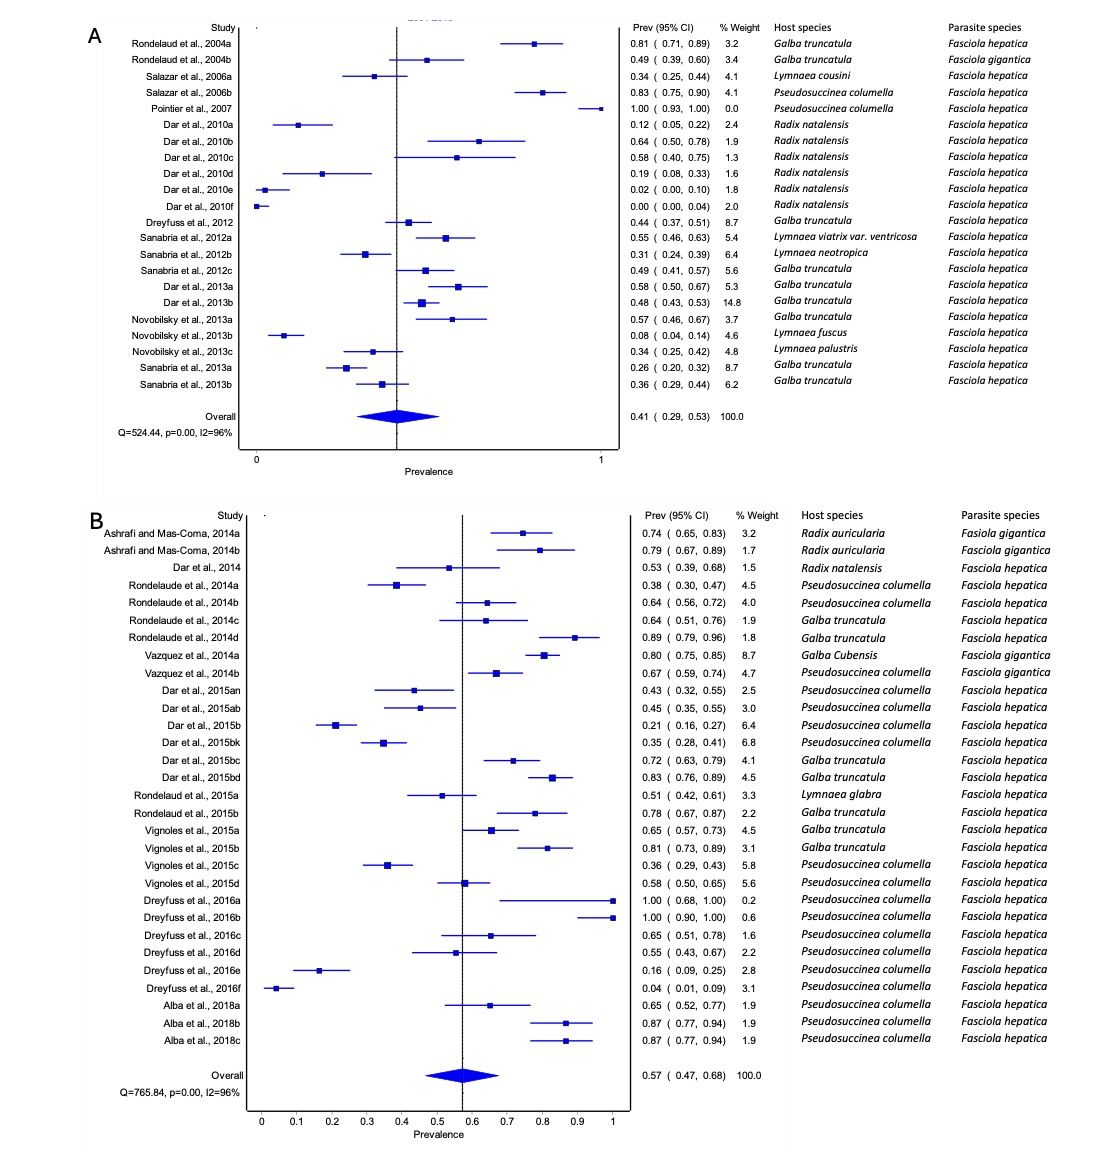 A
Study Prev (95% CI) % Weight Host species Parasite species
Rondelaud et al., 2004a 0.81 ( 0.71, 0.89) 3.2 Galba truncatula Fasciola hepatica
Rondelaud et al., 2004b 0.49 ( 0.39, 0.60) 3.4 Galba truncatula Fasciola gigantica
Salazar et al., 2006a 0.34 ( 0.25, 0.44) 4.1 Lymnaea cousini Fasciola hepatica
Salazar et al., 2006b 0.83 ( 0.75, 0.90) 4.1 Pseudosuccinea columella Fasciola hepatica
Pointier et al., 2007 1.00 ( 0.93, 1.00) 0.0 Pseudosuccinea columella Fasciola hepatica
Dar et al., 2010a 0.12 ( 0.05, 0.22) 2.4 Radix natalensis Fasciola hepatica
Dar et al., 2010b 0.64 ( 0.50, 0.78) 1.9 Radix natalensis Fasciola hepatica
Dar et al., 2010c 0.58 ( 0.40, 0.75) 1.3 Radix natalensis Fasciola hepatica
Dar et al., 2010d 0.19 ( 0.08, 0.33) 1.6 Radix natalensis Fasciola hepatica
Dar et al., 2010e 0.02 ( 0.00, 0.10) 1.8 Radix natalensis Fasciola hepatica
Dar et al., 2010f 0.00 ( 0.00, 0.04) 2.0 Radix natalensis Fasciola hepatica
Dreyfuss et al., 2012 0.44 ( 0.37, 0.51) 8.7 Galba truncatula Fasciola hepatica
Sanabria et al., 2012a 0.55 ( 0.46, 0.63) 5.4 Lymnaea viatrix var. ventricosa Fasciola hepatica
Sanabria et al., 2012b 0.31 ( 0.24, 0.39) 6.4 Lymnaea neotropica Fasciola hepatica
Sanabria et al., 2012c 0.49 ( 0.41, 0.57) 5.6 Galba truncatula Fasciola hepatica
Dar et al., 2013a 0.58 ( 0.50, 0.67) 5.3 Galba truncatula Fasciola hepatica
Dar et al., 2013b 0.48 ( 0.43, 0.53) 14.8 Galba truncatula Fasciola hepatica
Novobilsky et al., 2013a 0.57 ( 0.46, 0.67) 3.7 Galba truncatula Fasciola hepatica
Novobilsky et al., 2013b 0.08 ( 0.04, 0.14) 4.6 Lymnaea fuscus Fasciola hepatica
Novobilsky et al., 2013c 0.34 ( 0.25, 0.42) 4.8 Lymnaea palustris Fasciola hepatica
Sanabria et al., 2013a 0.26 ( 0.20, 0.32) 8.7 Galba truncatula Fasciola hepatica
Sanabria et al., 2013b 0.36 ( 0.29, 0.44) 6.2 Galba truncatula Fasciola hepatica
Overall 0.41 ( 0.29, 0.53) 100.0
Q=524.44, p=0.00, I2=96%
0 1
Prevalence
B
Study Prev (95% CI) % Weight Host species Parasite species
Ashrafi and Mas-Coma, 2014a 0.74 ( 0.65, 0.83) 3.2 Radix auricularia Fasiola gigantica
Ashrafi and Mas-Coma, 2014b 0.79 ( 0.67, 0.89) 1.7 Radix auricularia Fasciola gigantica
Dar et al., 2014 0.53 ( 0.39, 0.68) 1.5 Radix natalensis Fasciola hepatica
Rondelaude et al., 2014a 0.38 ( 0.30, 0.47) 4.5 Pseudosuccinea columella Fasciola hepatica
Rondelaude et al., 2014b 0.64 ( 0.56, 0.72) 4.0 Pseudosuccinea columella Fasciola hepatica
Rondelaude et al., 2014c 0.64 ( 0.51, 0.76) 1.9 Galba truncatula Fasciola hepatica
Rondelaude et al., 2014d 0.89 ( 0.79, 0.96) 1.8 Galba truncatula Fasciola hepatica
Vazquez et al., 2014a 0.80 ( 0.75, 0.85) 8.7 Galba Cubensis Fasciola gigantica
Vazquez et al., 2014b 0.67 ( 0.59, 0.74) 4.7 Pseudosuccinea columella Fasciola gigantica
Dar et al., 2015an 0.43 ( 0.32, 0.55) 2.5 Pseudosuccinea columella Fasciola hepatica
Dar et al., 2015ab 0.45 ( 0.35, 0.55) 3.0 Pseudosuccinea columella Fasciola hepatica
Dar et al., 2015b 0.21 ( 0.16, 0.27) 6.4 Pseudosuccinea columella Fasciola hepatica
Dar et al., 2015bk 0.35 ( 0.28, 0.41) 6.8 Pseudosuccinea columella Fasciola hepatica
Dar et al., 2015bc 0.72 ( 0.63, 0.79) 4.1 Galba truncatula Fasciola hepatica
Dar et al., 2015bd 0.83 ( 0.76, 0.89) 4.5 Galba truncatula Fasciola hepatica
Rondelaud et al., 2015a 0.51 ( 0.42, 0.61) 3.3 Lymnaea glabra Fasciola hepatica
Rondelaud et al., 2015b 0.78 ( 0.67, 0.87) 2.2 Galba truncatula Fasciola hepatica
Vignoles et al., 2015a 0.65 ( 0.57, 0.73) 4.5 Galba truncatula Fasciola hepatica
Vignoles et al., 2015b 0.81 ( 0.73, 0.89) 3.1 Galba truncatula Fasciola hepatica
Vignoles et al., 2015c 0.36 ( 0.29, 0.43) 5.8 Pseudosuccinea columella Fasciola hepatica
Vignoles et al., 2015d 0.58 ( 0.50, 0.65) 5.6 Pseudosuccinea columella Fasciola hepatica
Dreyfuss et al., 2016a 1.00 ( 0.68, 1.00) 0.2 Pseudosuccinea columella Fasciola hepatica
Dreyfuss et al., 2016b 1.00 ( 0.90, 1.00) 0.6 Pseudosuccinea columella Fasciola hepatica
Dreyfuss et al., 2016c 0.65 ( 0.51, 0.78) 1.6 Pseudosuccinea columella Fasciola hepatica
Dreyfuss et al., 2016d 0.55 ( 0.43, 0.67) 2.2 Pseudosuccinea columella Fasciola hepatica
Dreyfuss et al., 2016e 0.16 ( 0.09, 0.25) 2.8 Pseudosuccinea columella Fasciola hepatica
Dreyfuss et al., 2016f 0.04 ( 0.01, 0.09) 3.1 Pseudosuccinea columella Fasciola hepatica
Alba et al., 2018a 0.65 ( 0.52, 0.77) 1.9 Pseudosuccinea columella Fasciola hepatica
Alba et al., 2018b 0.87 ( 0.77, 0.94) 1.9 Pseudosuccinea columella Fasciola hepatica
Alba et al., 2018c 0.87 ( 0.77, 0.94) 1.9 Pseudosuccinea columella Fasciola hepatica
Overall 0.57 ( 0.47, 0.68) 100.0
Q=765.84, p=0.00, I2=96%
0 0.1 0.2 0.3 0.4 0.5 0.6 0.7 0.8 0.9 1
Prevalence